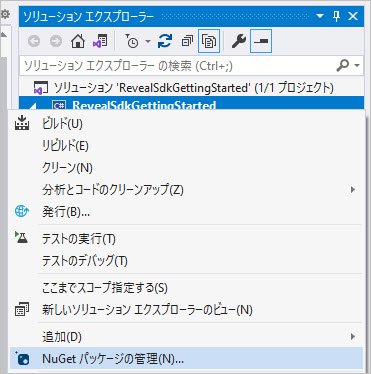 ソリューション エクスプローラー
ソリューション エクスプローラー の検索 (Ctrl+;)
ソリューション 'RevealSdkGettingStarted' (1/1 プロジェクト)
C# RevealSdkGettingStarted
ビルド(U)
リビルド(E)
クリーン(N)
分析とコードのクリーンアップ(Z)
発行(B)...
テストの実行(T)
テストのデバッグ(T)
ここまでスコープ指定する(S)
新しいソリューション エクスプローラーのビュー(N)
追加(D)
NuGet パッケージの管理(N)...